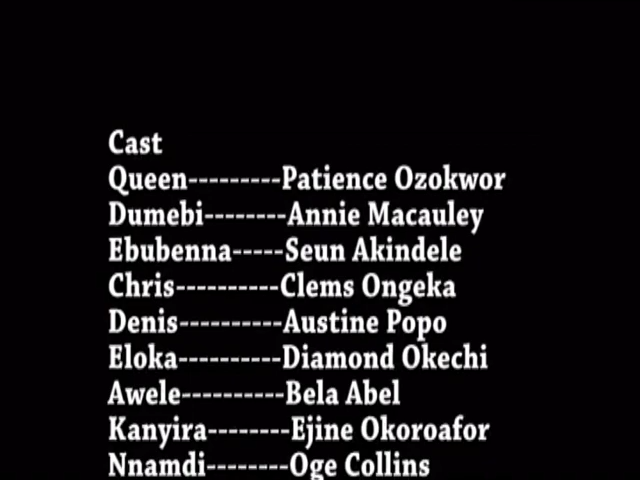 Cast
Queen---------Patience Ozokwor
Dumebi--------Annie Macauley
Ebubenna-----Seun Akindele
Chris----------Clems Ongeka
Denis----------Austine Popo
Eloka----------Diamond Okechi
Awele----------Bela Abel
Kanyira--------Ejine Okoroafor
Nnamdi--------Oge Collins